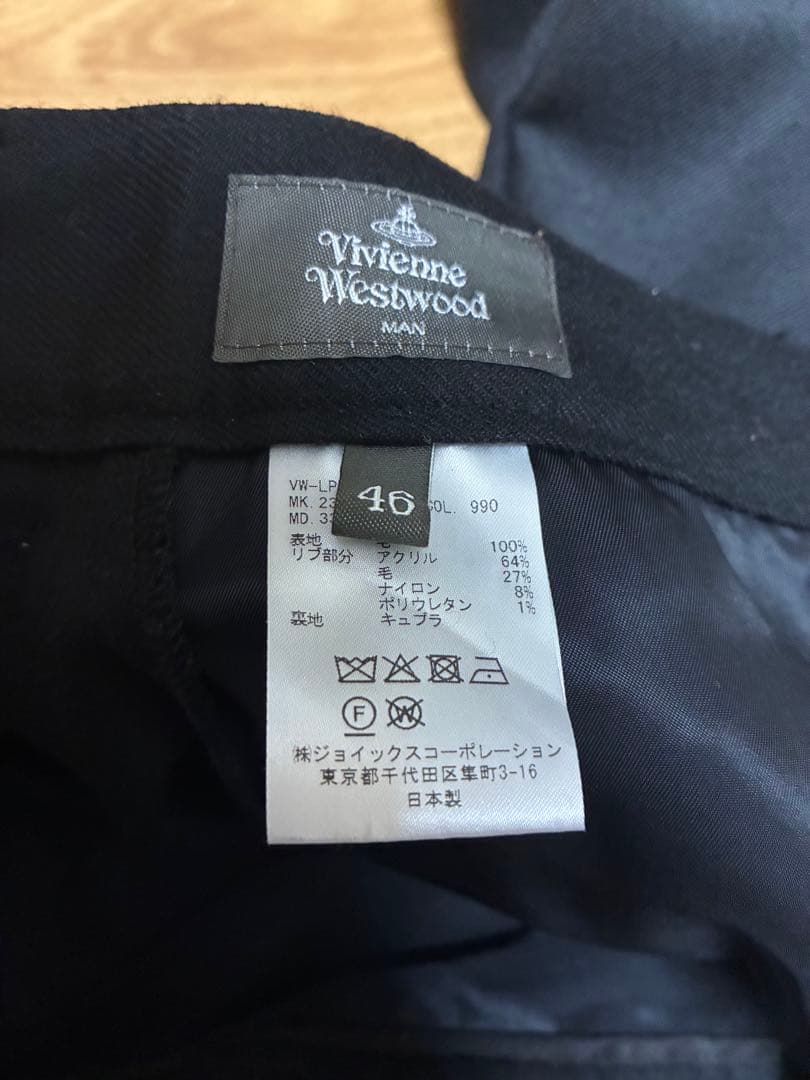 Vivienne
Westwood
MAN
46
VW-LP
MK. 23 COL. 990
MD. 33
表地 毛 100%
リブ部分 アクリル 64%
毛 27%
ナイロン 8%
ポリウレタン 1%
裏地 キュプラ
F W
㈱ジョイックスコーポレーション
東京都千代田区隼町3-16
日本製